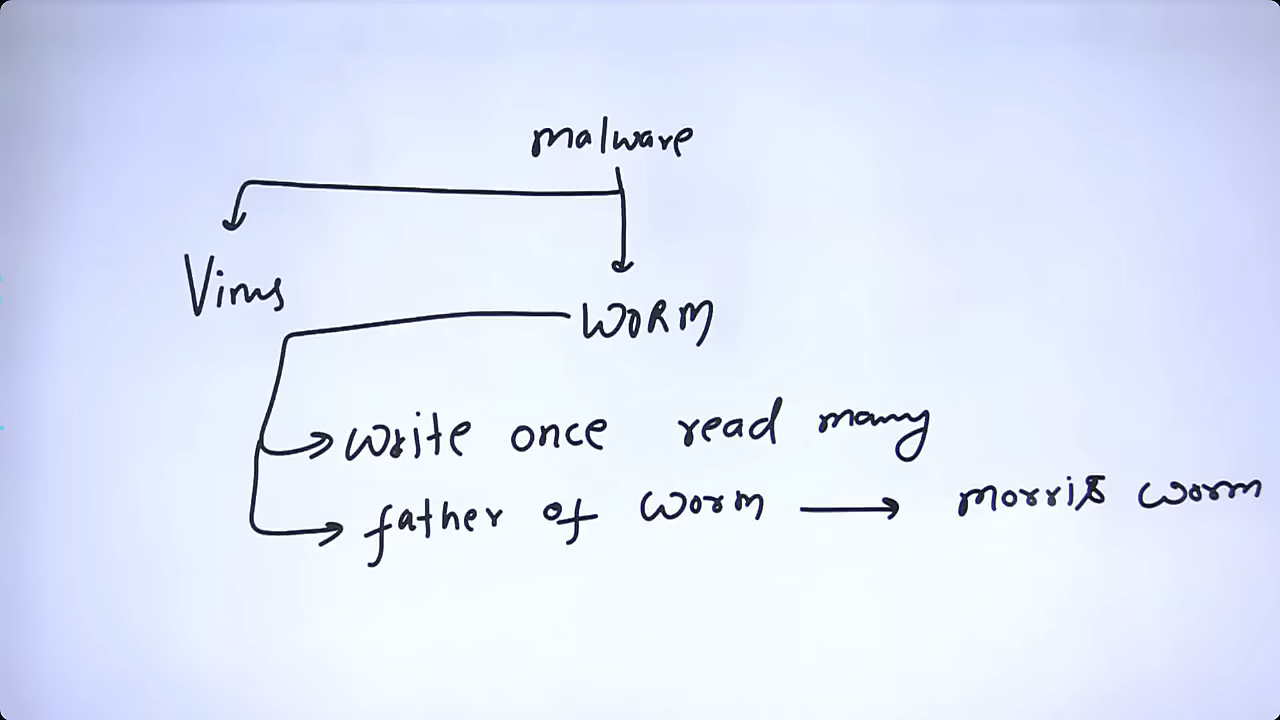 malware
Virus
WORM
write once read many
father of worm → morris worm